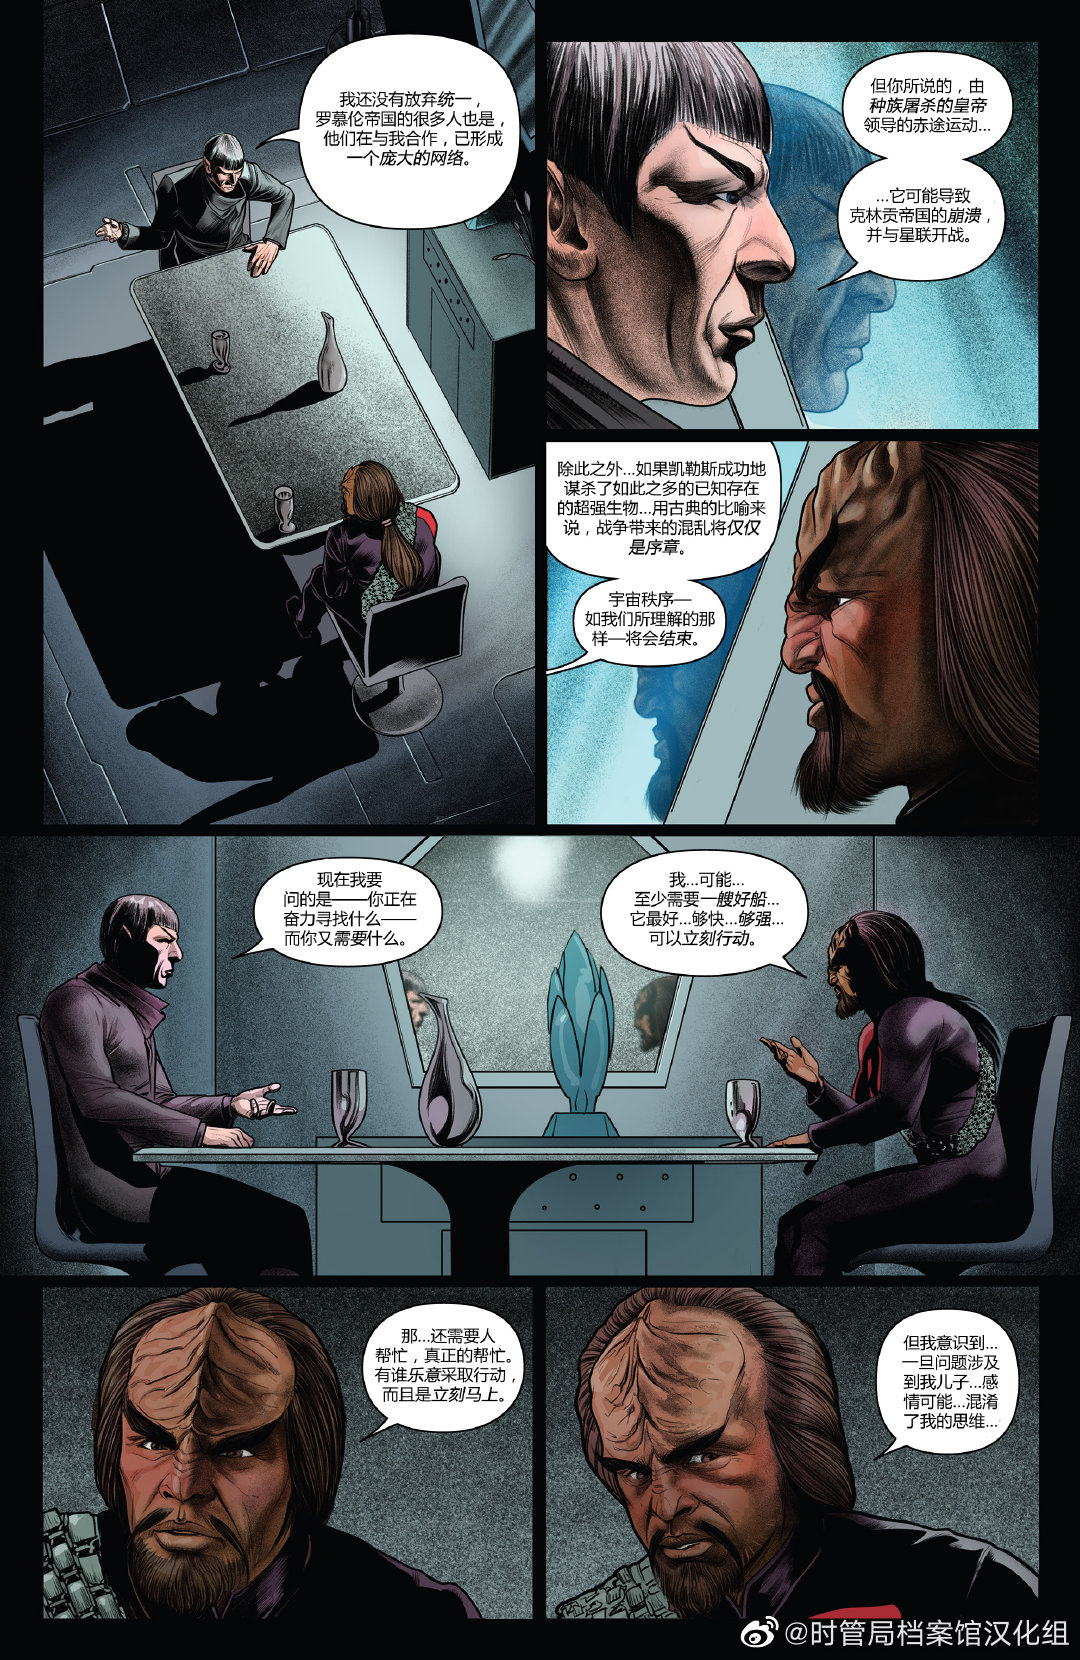 我还没有放弃统一，
罗慕伦帝国的很多人也是，
他们在与我合作，已形成
一个庞大的网络。
但你所说的，由
种族屠杀的皇帝
领导的赤途运动...
...它可能导致
克林贡帝国的崩溃，
并与星联开战。
除此之外...如果凯勒斯成功地
谋杀了如此之多的已知存在
的超强生物...用古典的比喻来
说，战争带来的混乱将仅仅
是序章。
宇宙秩序—
如我们所理解的那
样—将会结束。
现在我要
问的是——你正在
奋力寻找什么——
而你又需要什么。
我...可能...
至少需要一艘好船...
它最好...够快...够强...
可以立刻行动。
那...还需要人
帮忙，真正的帮忙。
有谁乐意采取行动，
而且是立刻马上。
但我意识到...
一旦问题涉及
到我儿子...感
情可能...混淆
了我的思维...
@时管局档案馆汉化组